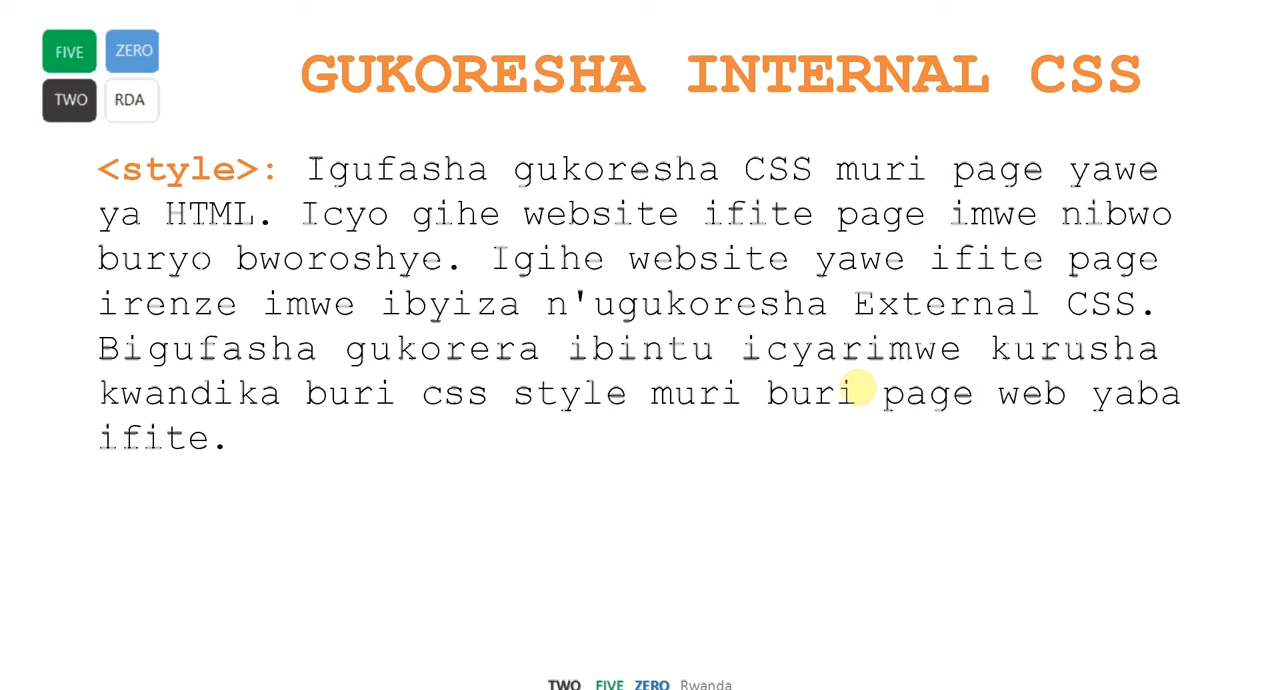 FIVE ZERO
TWO RDA
GUKORESHA INTERNAL CSS
<style>: Igufasha gukoresha CSS muri page yawe
ya HTML. Icyo gihe website ifite page imwe nibwo
buryo bworoshye. Igihe website yawe ifite page
irenze imwe ibyiza n'ugukoresha External CSS.
Bigufasha gukorera ibintu icyarimwe kurusha
kwandika buri css style muri buri page web yaba
ifite.
TWO FIVE ZERO Rwanda